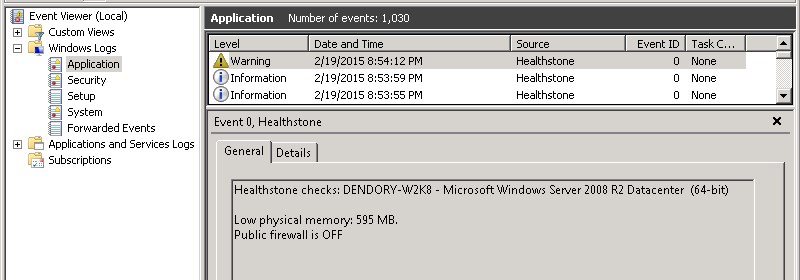 Event Viewer (Local)
Custom Views
Windows Logs
Application
Security
Setup
System
Forwarded Events
Applications and Services Logs
Subscriptions
Application Number of events: 1,030
Level Date and Time Source Event ID Task C...
Warning 2/19/2015 8:54:12 PM Healthstone 0 None
Information 2/19/2015 8:53:59 PM Healthstone 0 None
Information 2/19/2015 8:53:55 PM Healthstone 0 None
Event 0, Healthstone
General Details
Healthstone checks: DENDORY-W2K8 - Microsoft Windows Server 2008 R2 Datacenter (64-bit)
Low physical memory: 595 MB.
Public firewall is OFF